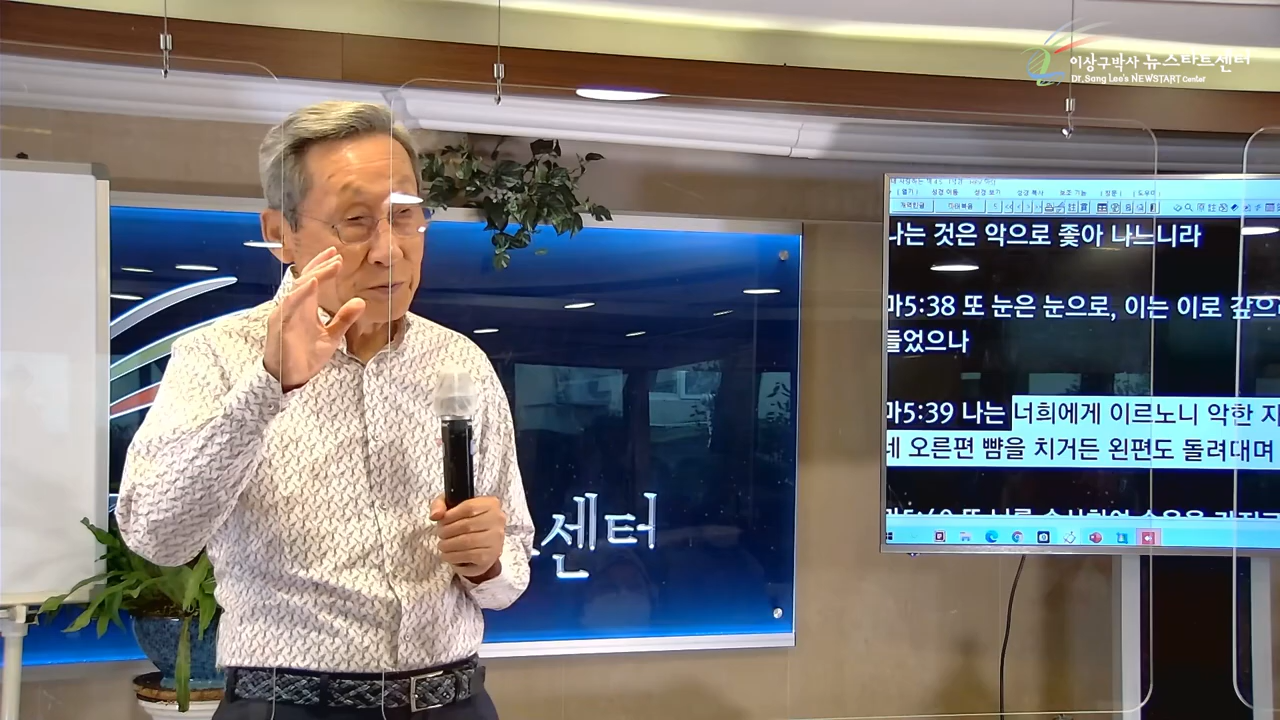 이상구박사 뉴스타트센터
Dr. Sang Lee's NEWSTART Center
나는 것은 악으로 좇아 나느니라
마5:38 또 눈은 눈으로, 이는 이로 갚으
들었으나
마5:39 나는 너희에게 이르노니 악한 지
네 오른편 뺨을 치거든 왼편도 돌려대며
센터